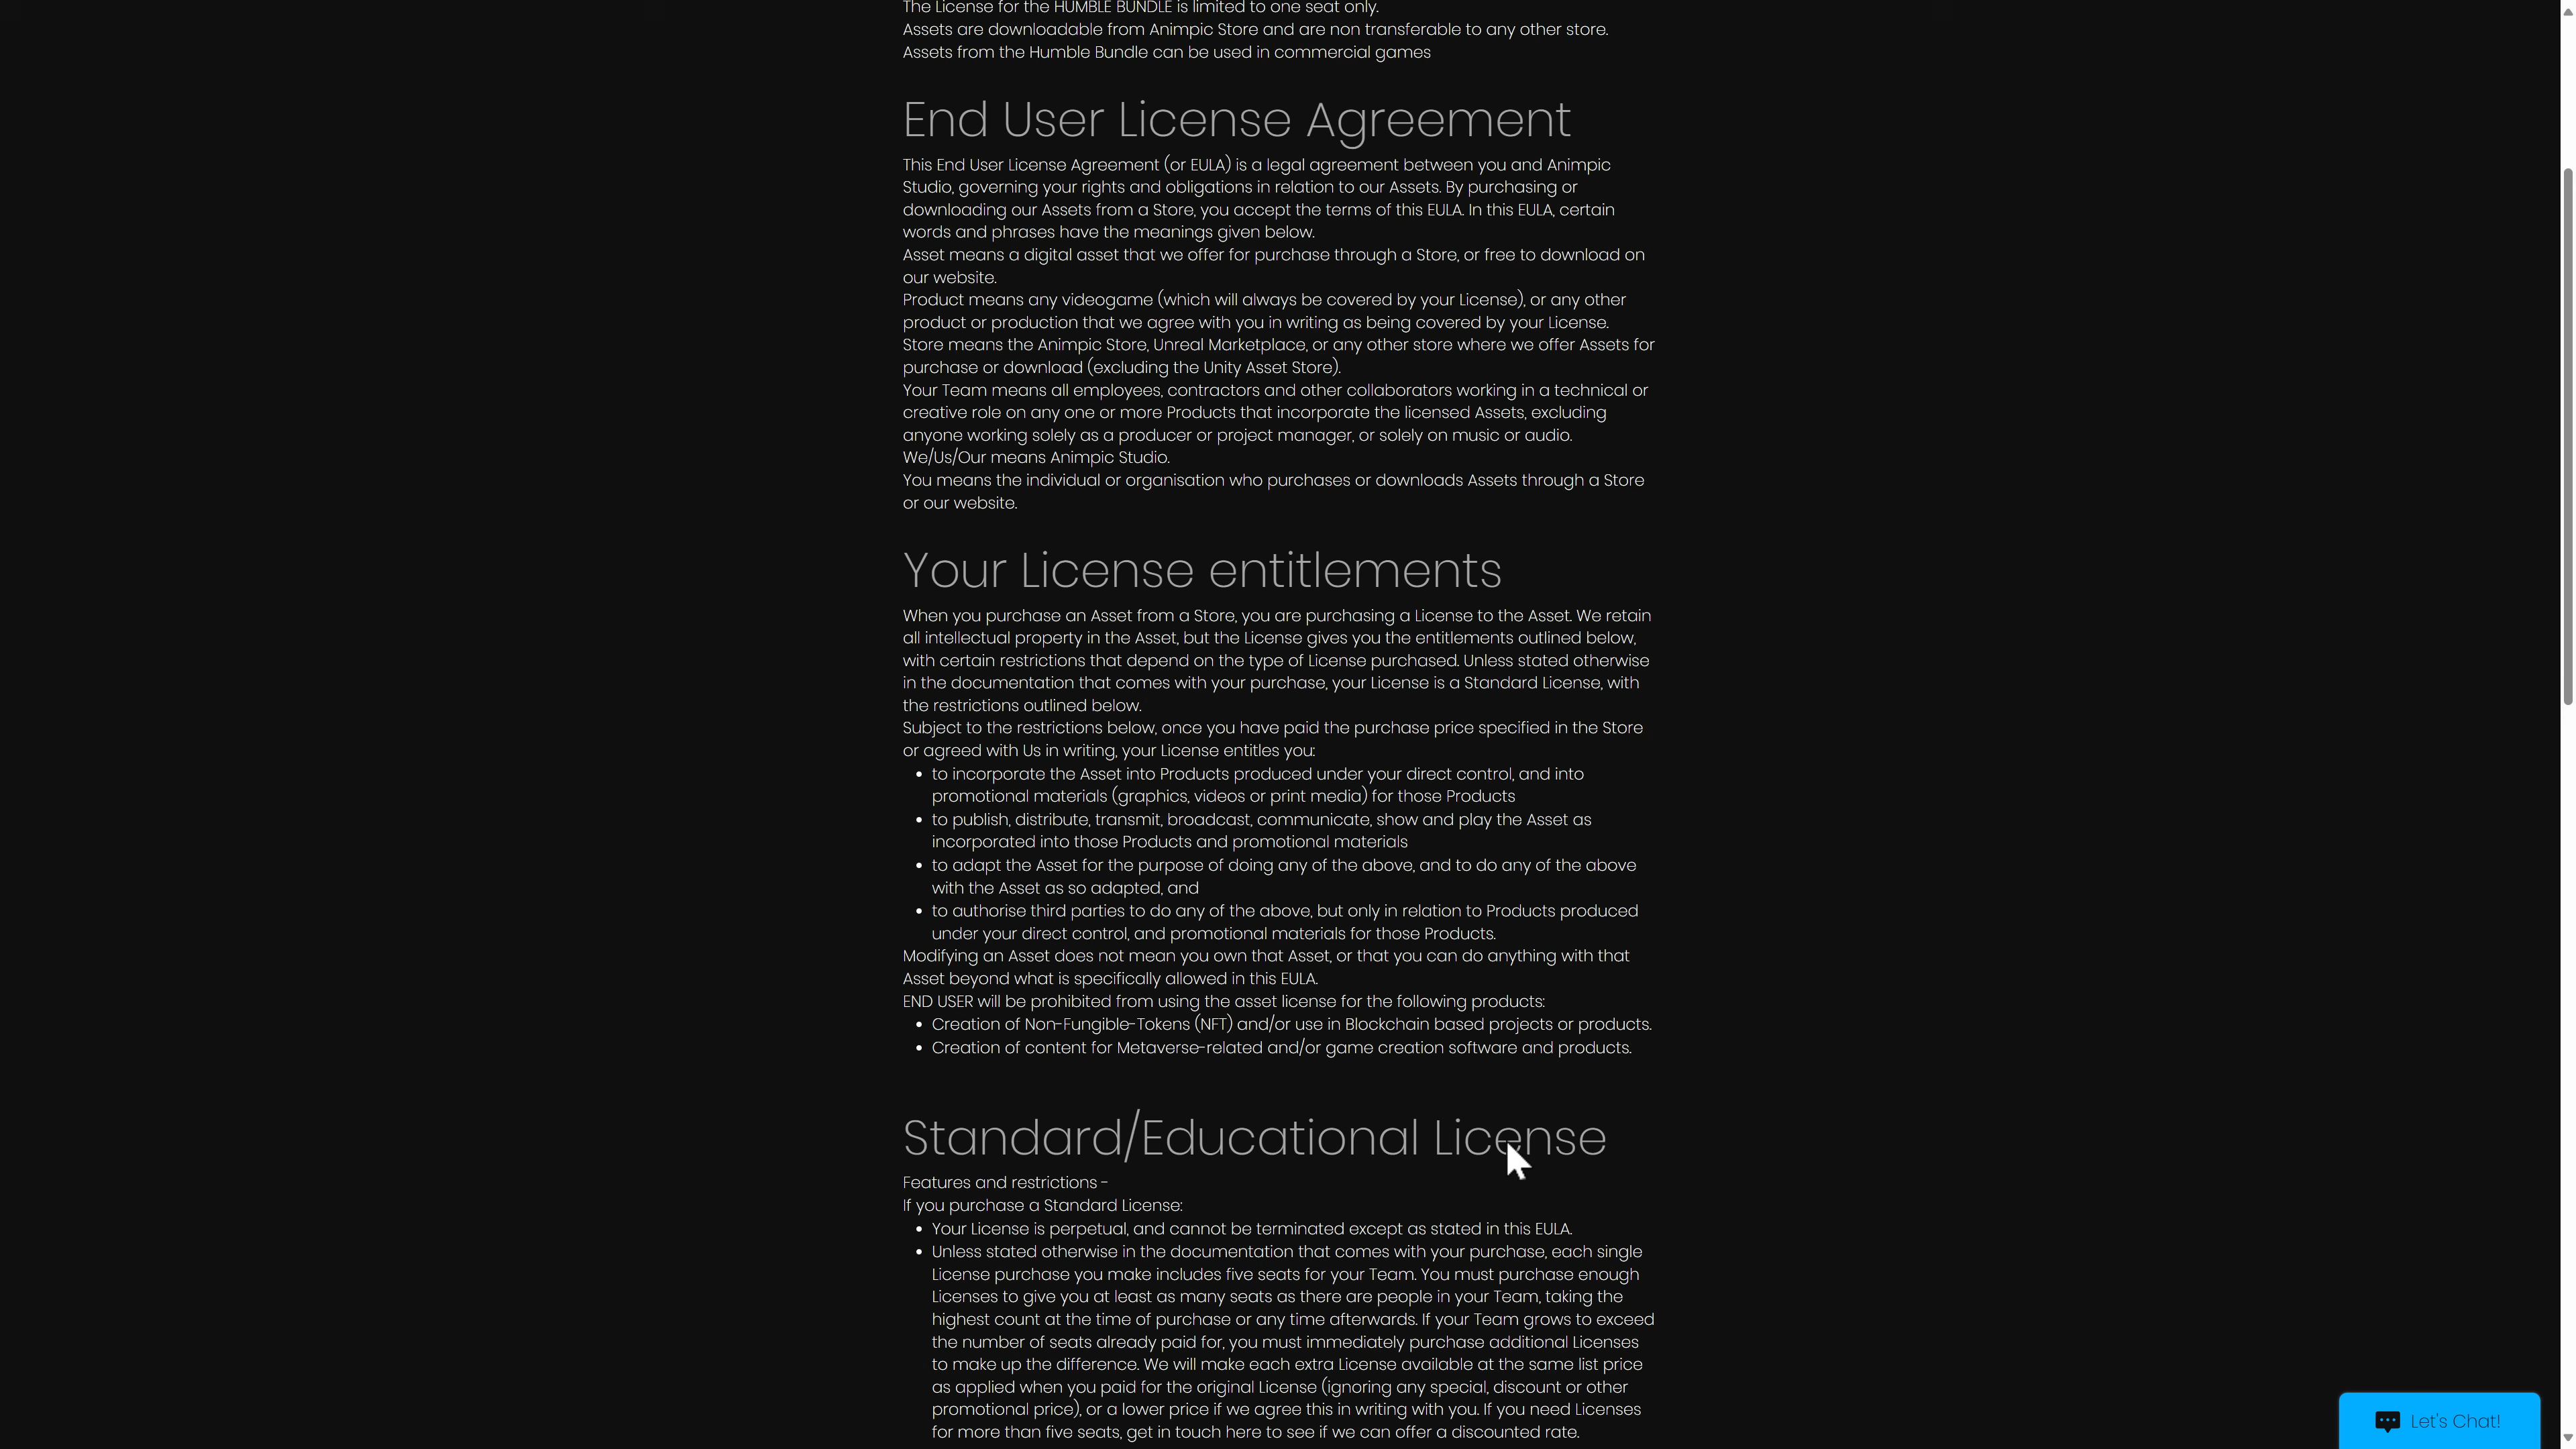 The License for the HUMBLE BUNDLE is limited to one seat only.
Assets are downloadable from Animpic Store and are non transferable to any other store.
Assets from the Humble Bundle can be used in commercial games
End User License Agreement
This End User License Agreement (or EULA) is a legal agreement between you and Animpic
Studio, governing your rights and obligations in relation to our Assets. By purchasing or
downloading our Assets from a Store, you accept the terms of this EULA. In this EULA, certain
words and phrases have the meanings given below.
Asset means a digital asset that we offer for purchase through a Store, or free to download on
our website.
Product means any videogame (which will always be covered by your License), or any other
product or production that we agree with you in writing as being covered by your License.
Store means the Animpic Store, Unreal Marketplace, or any other store where we offer Assets for
purchase or download (excluding the Unity Asset Store).
Your Team means all employees, contractors and other collaborators working in a technical or
creative role on any one or more Products that incorporate the licensed Assets, excluding
anyone working solely as a producer or project manager, or solely on music or audio.
We/Us/Our means Animpic Studio.
You means the individual or organisation who purchases or downloads Assets through a Store
or our website.
Your License entitlements
When you purchase an Asset from a Store, you are purchasing a License to the Asset. We retain
all intellectual property in the Asset, but the License gives you the entitlements outlined below,
with certain restrictions that depend on the type of License purchased. Unless stated otherwise
in the documentation that comes with your purchase, your License is a Standard License, with
the restrictions outlined below.
Subject to the restrictions below, once you have paid the purchase price specified in the Store
or agreed with Us in writing, your License entitles you:
• to incorporate the Asset into Products produced under your direct control, and into
promotional materials (graphics, videos or print media) for those Products
• to publish, distribute, transmit, broadcast, communicate, show and play the Asset as
incorporated into those Products and promotional materials
• to adapt the Asset for the purpose of doing any of the above, and to do any of the above
with the Asset as so adapted, and
• to authorise third parties to do any of the above, but only in relation to Products produced
under your direct control, and promotional materials for those Products.
Modifying an Asset does not mean you own that Asset, or that you can do anything with that
Asset beyond what is specifically allowed in this EULA.
END USER will be prohibited from using the asset license for the following products:
• Creation of Non-Fungible-Tokens (NFT) and/or use in Blockchain based projects or products.
• Creation of content for Metaverse-related and/or game creation software and products.
Standard/Educational License
Features and restrictions -
If you purchase a Standard License:
• Your License is perpetual, and cannot be terminated except as stated in this EULA.
• Unless stated otherwise in the documentation that comes with your purchase, each single
License purchase you make includes five seats for your Team. You must purchase enough
Licenses to give you at least as many seats as there are people in your Team, taking the
highest count at the time of purchase or any time afterwards. If your Team grows to exceed
the number of seats already paid for, you must immediately purchase additional Licenses
to make up the difference. We will make each extra License available at the same list price
as applied when you paid for the original License (ignoring any special, discount or other
promotional price), or a lower price if we agree this in writing with you. If you need Licenses
for more than five seats, get in touch here to see if we can offer a discounted rate.
Let's Chat!